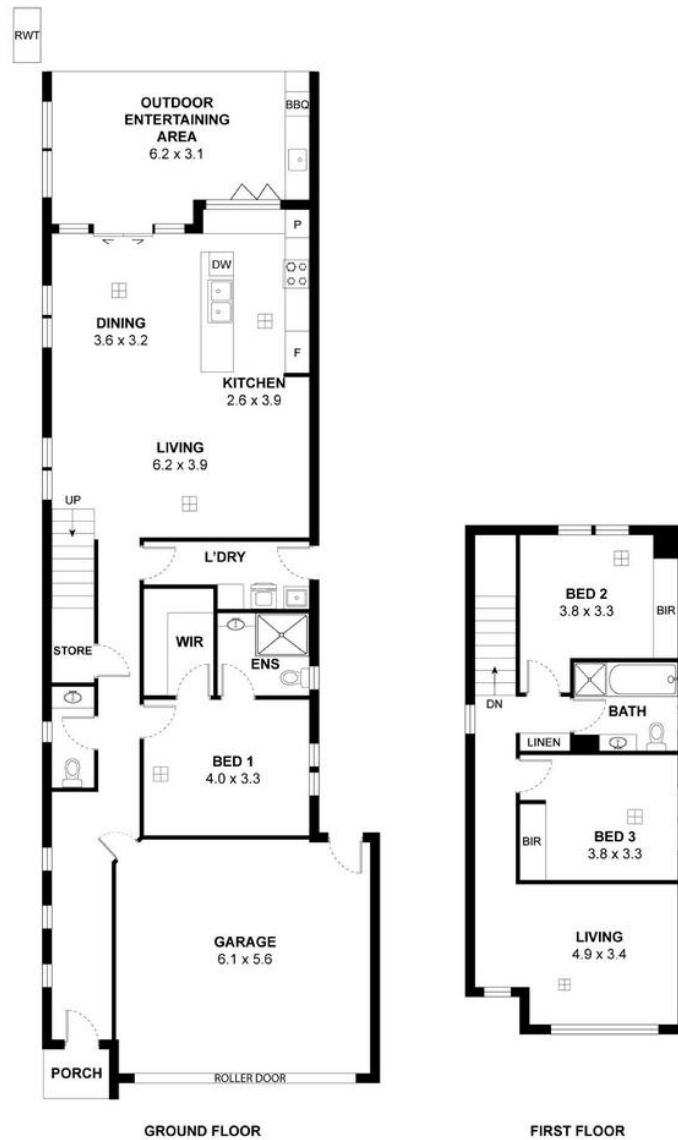 RWT
OUTDOOR
ENTERTAINING
AREA
6.2 x 3.1
BBQ
P
DW
DINING
3.6 x 3.2
F
KITCHEN
2.6 x 3.9
LIVING
6.2 x 3.9
UP
L'DRY
WIR
ENS
STORE
BED 1
4.0 x 3.3
GARAGE
6.1 x 5.6
PORCH
ROLLER DOOR
GROUND FLOOR
BED 2
3.8 x 3.3
BIR
DN
BATH
LINEN
BIR
BED 3
3.8 x 3.3
LIVING
4.9 x 3.4
FIRST FLOOR